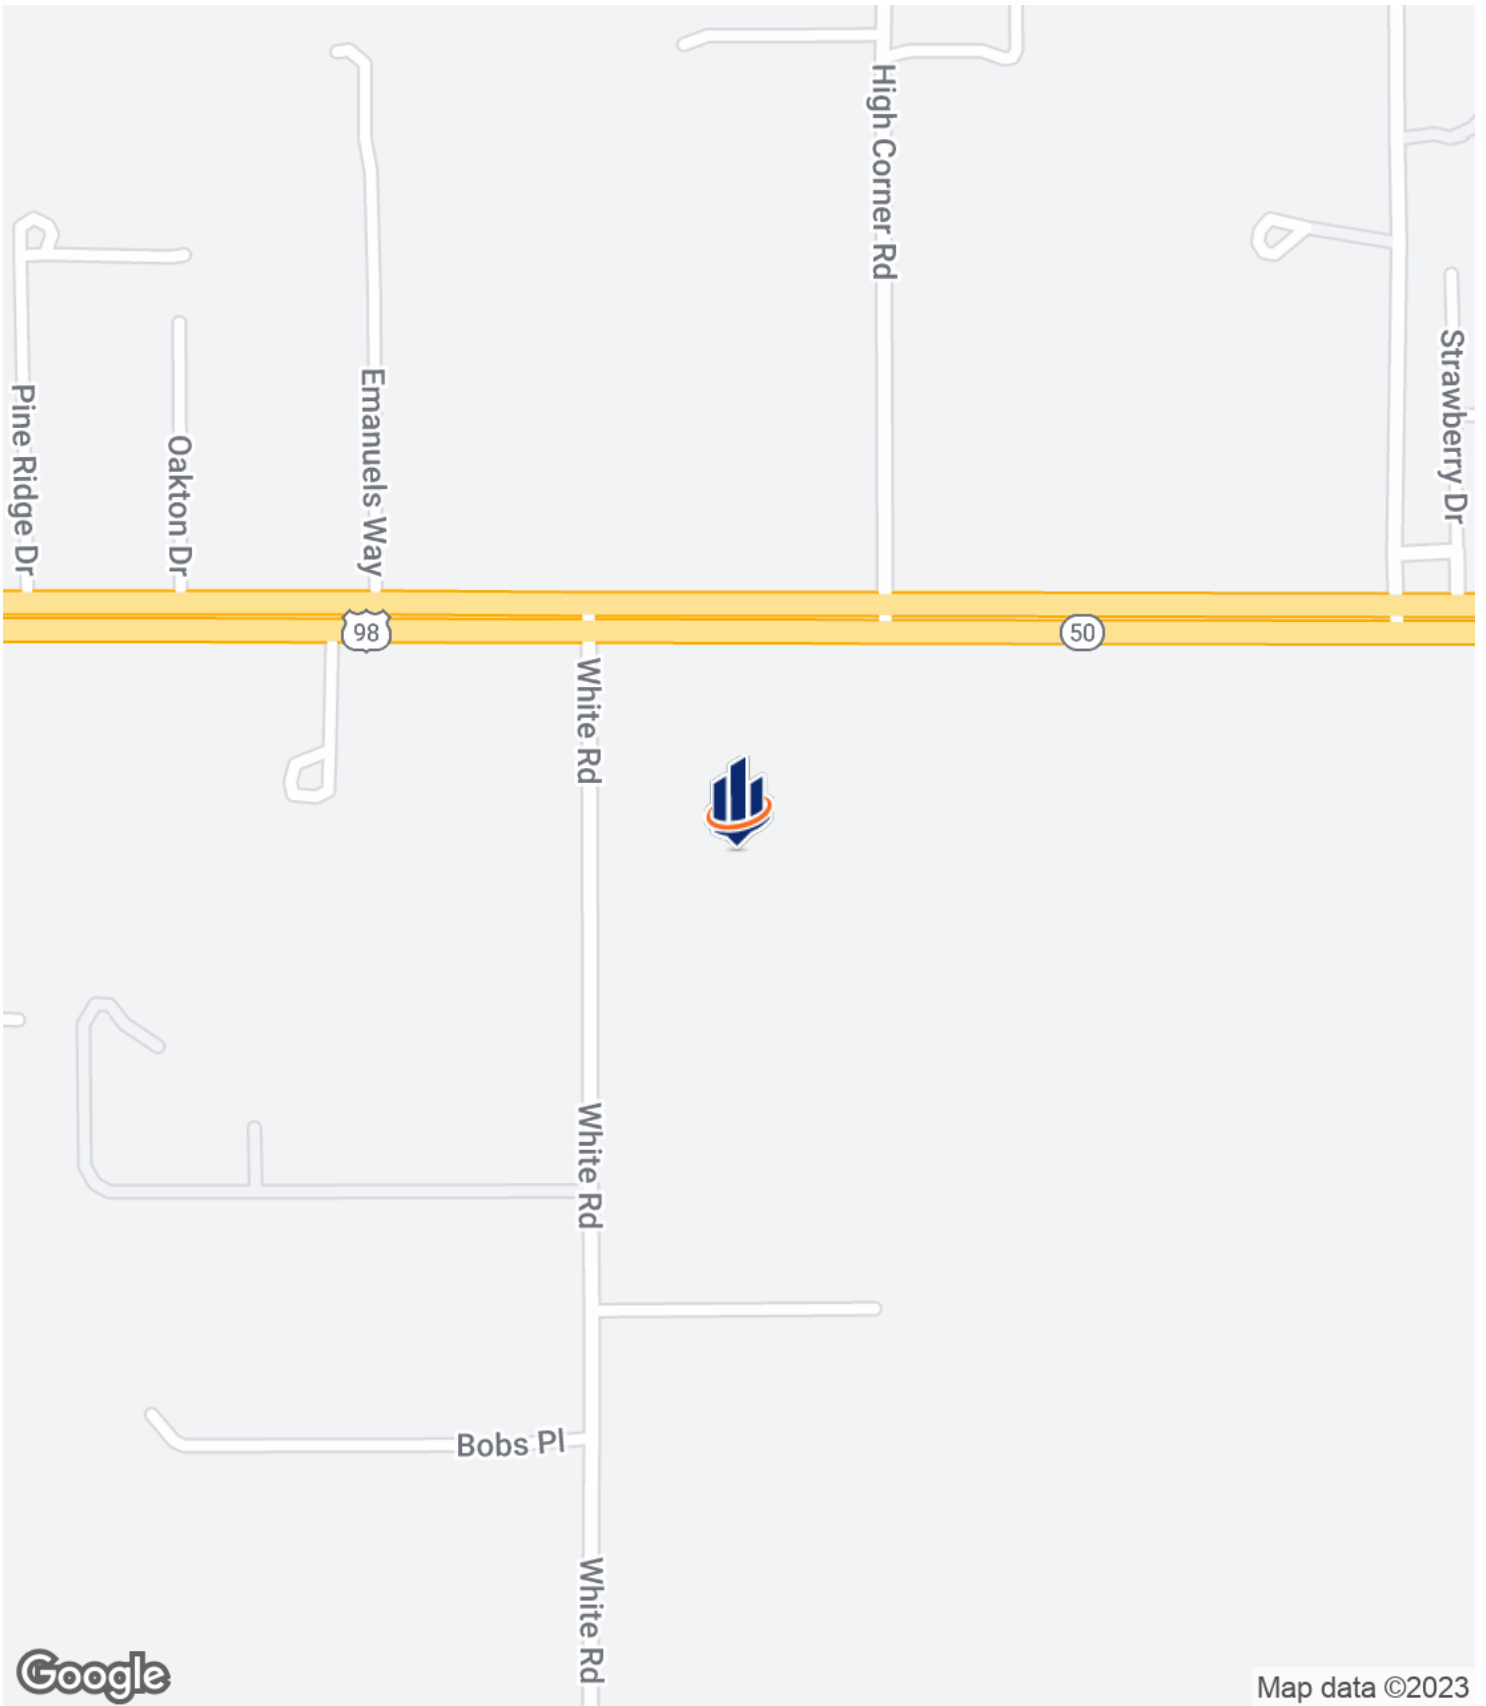 High Corner Rd
Strawberry Dr
Emanuels Way
Pine Ridge Dr
Oakton Dr
98
50
White Rd
White Rd
Bobs Pl
White Rd
Google
Map data ©2023